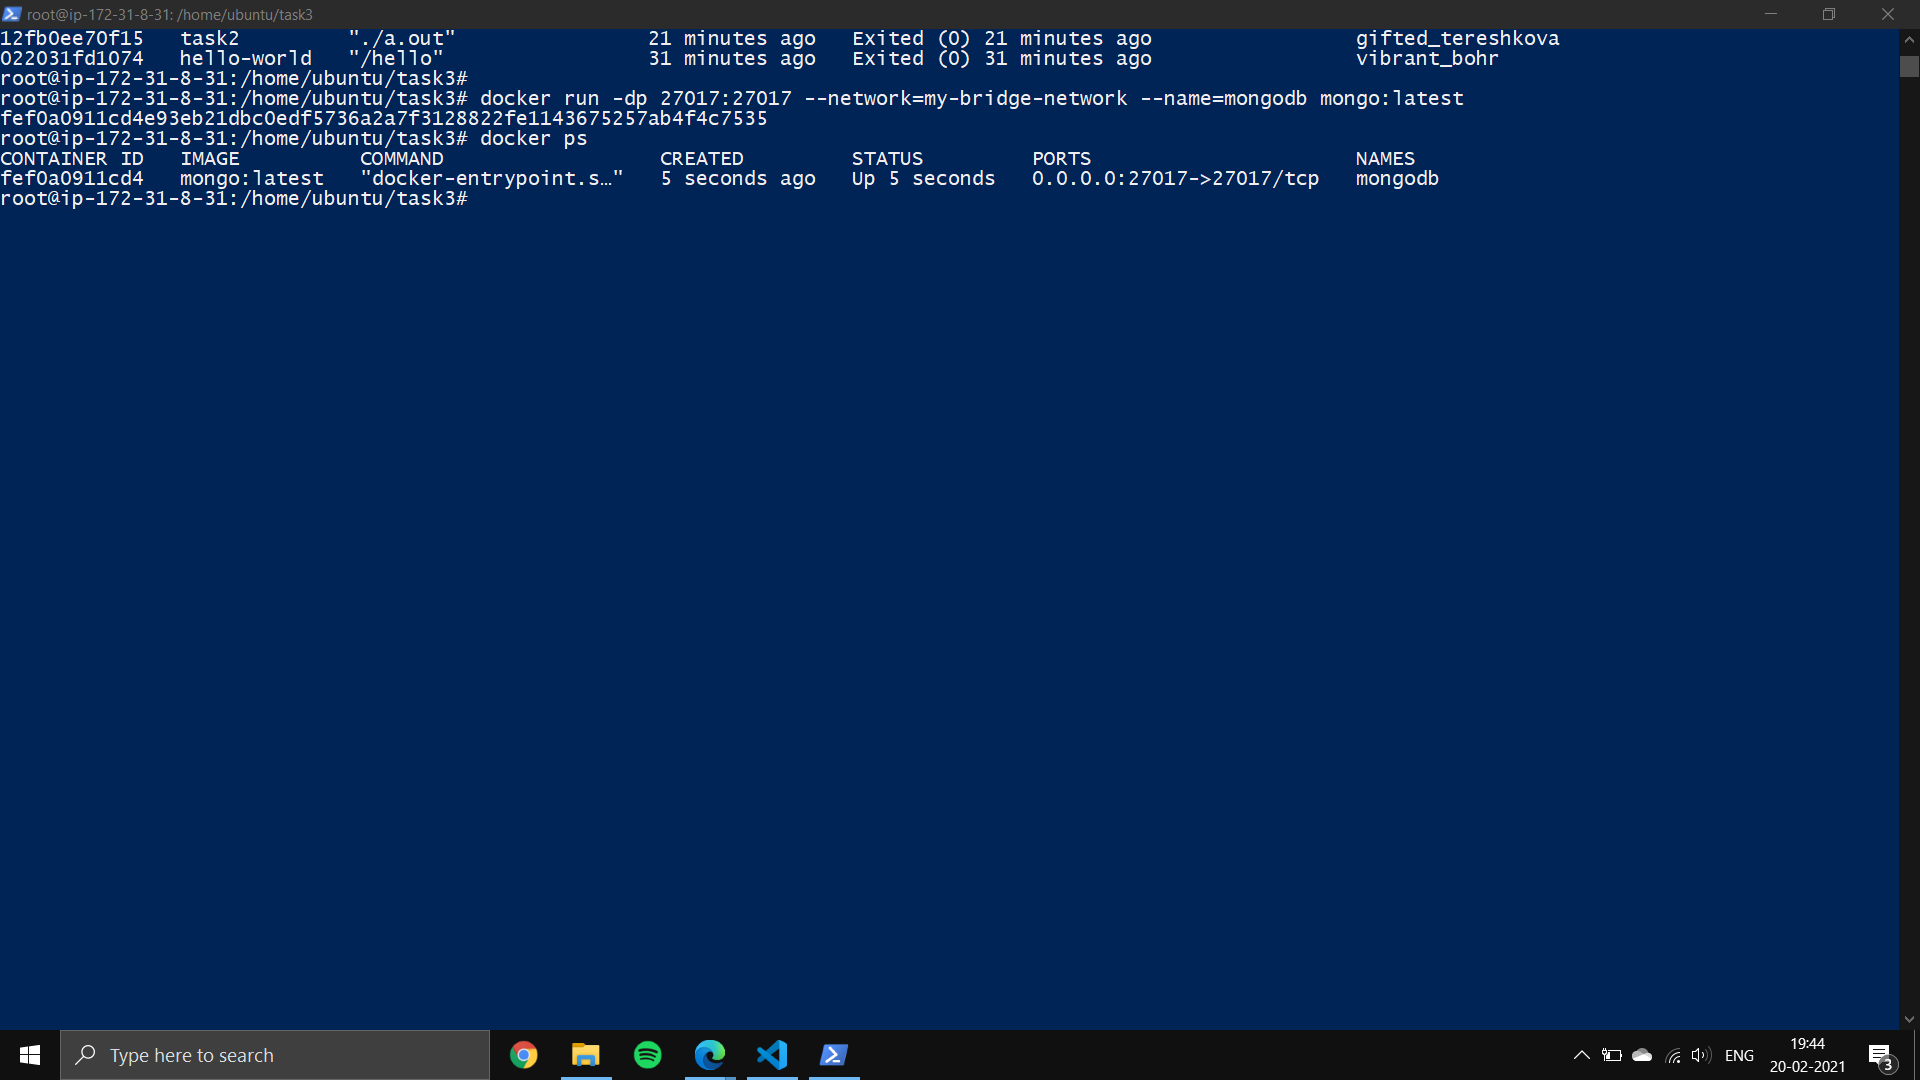 root@ip-172-31-8-31: /home/ubuntu/task3
12fb0ee70f15   task2         "./a.out"                21 minutes ago   Exited (0) 21 minutes ago                 gifted_tereshkova
022031fd1074   hello-world   "/hello"                 31 minutes ago   Exited (0) 31 minutes ago                 vibrant_bohr
root@ip-172-31-8-31:/home/ubuntu/task3#
root@ip-172-31-8-31:/home/ubuntu/task3# docker run -dp 27017:27017 --network=my-bridge-network --name=mongodb mongo:latest
fef0a0911cd4e93eb21dbc0edf5736a2a7f3128822fe1143675257ab4f4c7535
root@ip-172-31-8-31:/home/ubuntu/task3# docker ps
CONTAINER ID   IMAGE          COMMAND                  CREATED         STATUS         PORTS                      NAMES
fef0a0911cd4   mongo:latest   "docker-entrypoint.s…"   5 seconds ago   Up 5 seconds   0.0.0.0:27017->27017/tcp   mongodb
root@ip-172-31-8-31:/home/ubuntu/task3#
Type here to search
ENG
19:44
20-02-2021
3